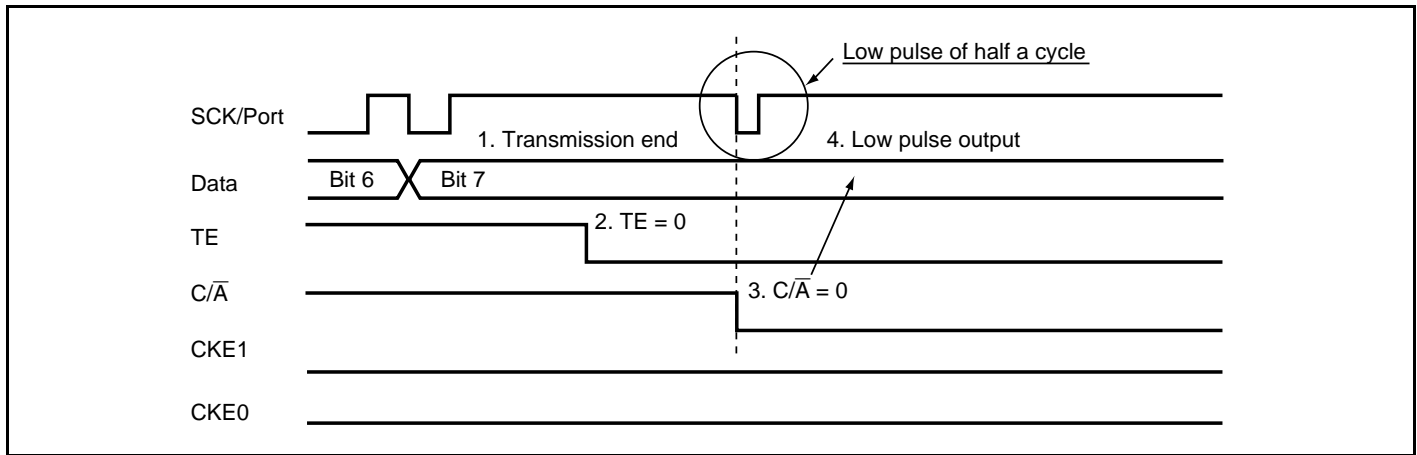 Low pulse of half a cycle
SCK/Port
1. Transmission end
4. Low pulse output
Data
Bit 6
Bit 7
TE
2. TE = 0
C/A̅
3. C/A̅ = 0
CKE1
CKE0